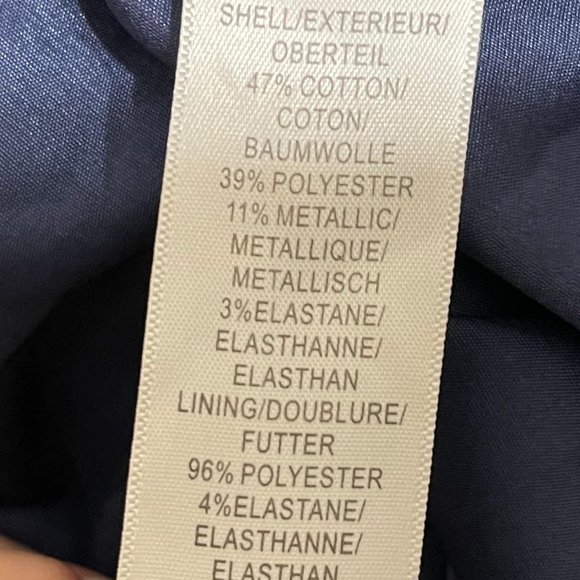 SHELL/EXTERIEUR/
OBERTEIL
47% COTTON/
COTON/
BAUMWOLLE
39% POLYESTER
11% METALLIC/
METALLIQUE/
METALLISCH
3%ELASTANE/
ELASTHANNE/
ELASTHAN
LINING/DOUBLURE/
FUTTER
96% POLYESTER
4%ELASTANE/
ELASTHANNE/
ELASTHAN